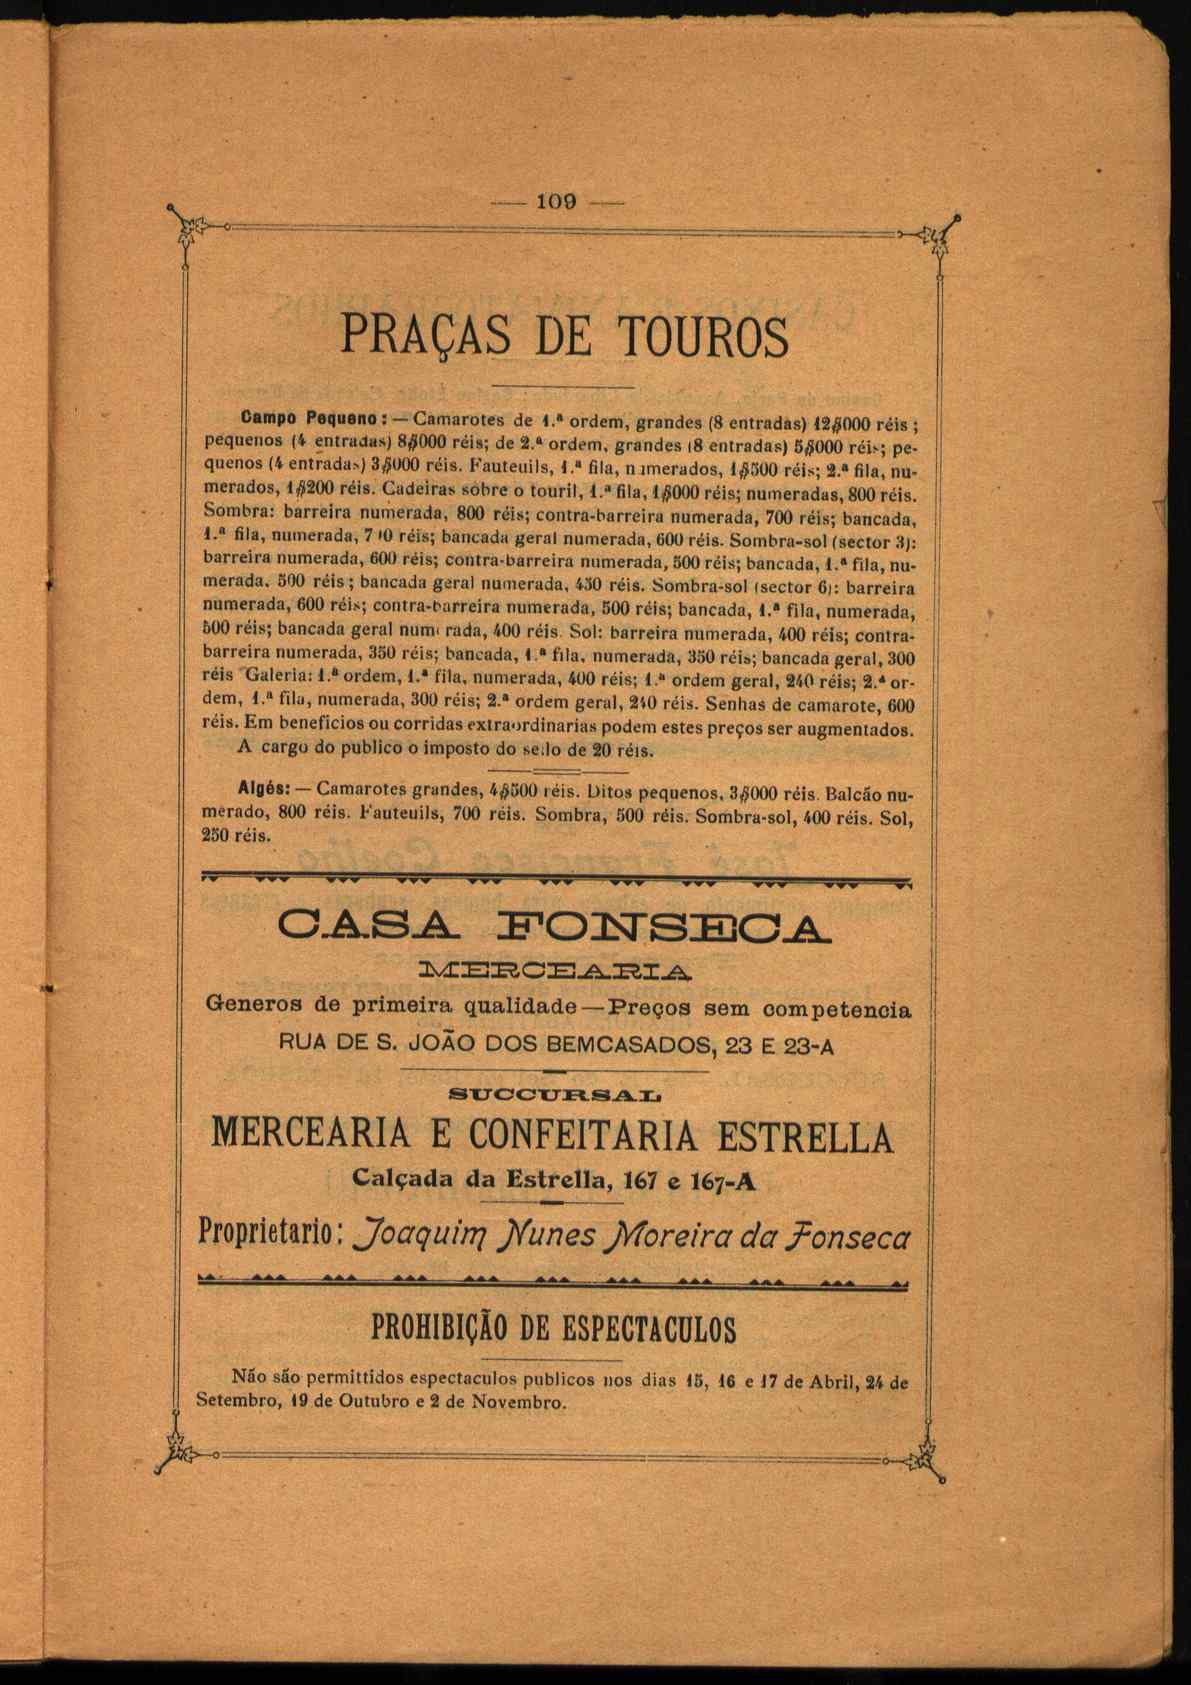 — 109 —
PRAÇAS DE TOUROS
Campo Pequeno: — Camarotes de 1.ª ordem, grandes (8 entradas) 12$000 réis;
pequenos (4 entradas) 8$000 réis; de 2.ª ordem, grandes (8 entradas) 5$000 réis; pe-
quenos (4 entradas) 3$000 réis. Fauteuils, 1.ª fila, numerados, 1$500 réis; 2.ª fila, nu-
merados, 1$200 réis. Cadeiras sobre o touril, 1.ª fila, 1$000 réis; numeradas, 800 réis.
Sombra: barreira numerada, 800 réis; contra-barreira numerada, 700 réis; bancada,
1.ª fila, numerada, réis; bancada geral numerada, 600 réis. Sombra-sol (sector 3):
barreira numerada, 600 réis; contra-barreira numerada, 500 réis; bancada, 1.ª fila, nu-
merada, 500 réis; bancada geral numerada, 450 réis. Sombra-sol (sector 6): barreira
numerada, 600 réis; contra-barreira numerada, 500 réis; bancada, 1.ª fila, numerada,
500 réis; bancada geral numerada, 400 réis. Sol: barreira numerada, 400 réis; contra-
barreira numerada, 350 réis; bancada, 1.ª fila, numerada, 350 réis; bancada geral, 300
réis Galeria: 1.ª ordem, 1.ª fila, numerada, 400 réis; 1.ª ordem geral, 240 réis; 2.ª or-
dem, 1.ª fila, numerada, 300 réis; 2.ª ordem geral, 240 réis. Senhas de camarote, 600
réis. Em beneficios ou corridas extraordinarias podem estes preços ser augmentados.
A cargo do publico o imposto do sello de 20 réis.
Algés: — Camarotes grandes, 4$500 réis. Ditos pequenos, 3$000 réis. Balcão nu-
merado, 800 réis. Fauteuils, 700 réis. Sombra, 500 réis. Sombra-sol, 400 réis. Sol,
250 réis.
CASA FONSECA
MERCEARIA
Generos de primeira qualidade — Preços sem competencia
RUA DE S. JOÃO DOS BEMCASADOS, 23 E 23-A
SUCCURSAL
MERCEARIA E CONFEITARIA ESTRELLA
Calçada da Estrella, 167 e 167-A
Proprietario: Joaquim Nunes Moreira da Fonseca
PROHIBIÇÃO DE ESPECTACULOS
Não são permittidos espectaculos publicos nos dias 15, 16 e 17 de Abril, 24 de
Setembro, 19 de Outubro e 2 de Novembro.